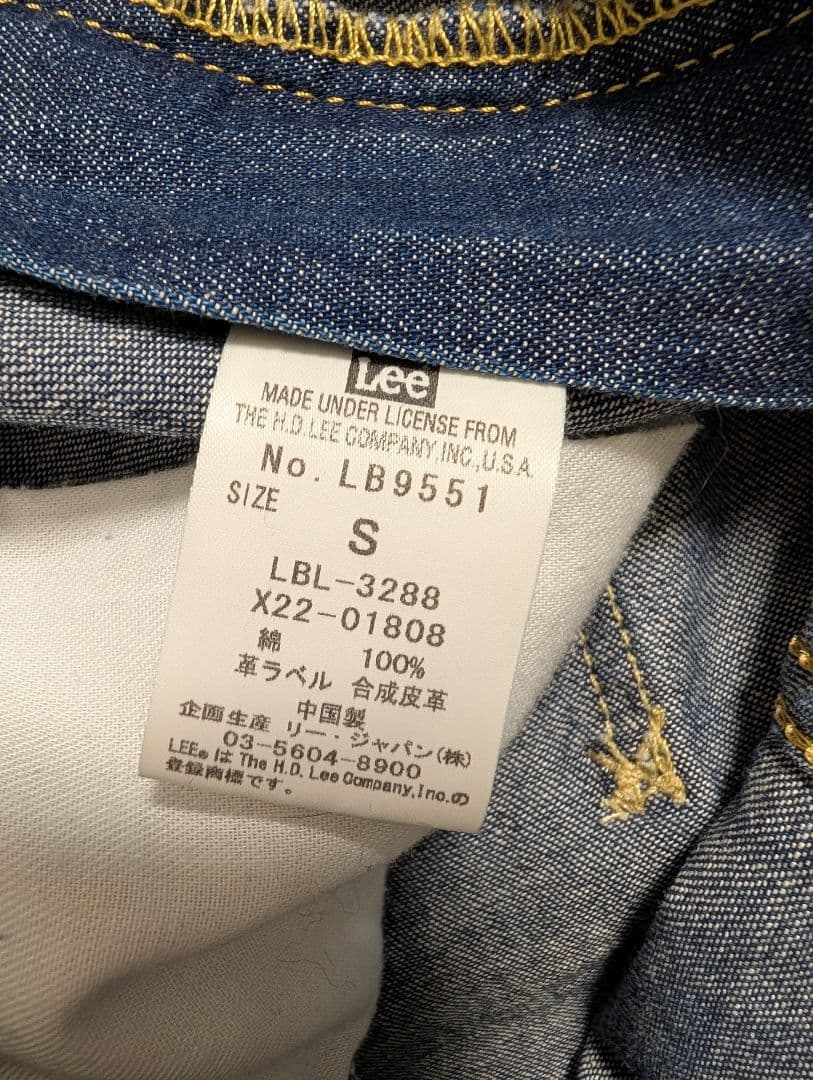 Lee
MADE UNDER LICENSE FROM
THE H.D.LEE COMPANY,INC.,U.S.A.
No. LB9551
SIZE
S
LBL-3288
X22-01808
綿 100%
革ラベル 合成皮革
中国製
企画生産 リー・ジャパン(株)
03-5604-8900
LEE®は The H.D. Lee Company,Inc.の
登録商標です。